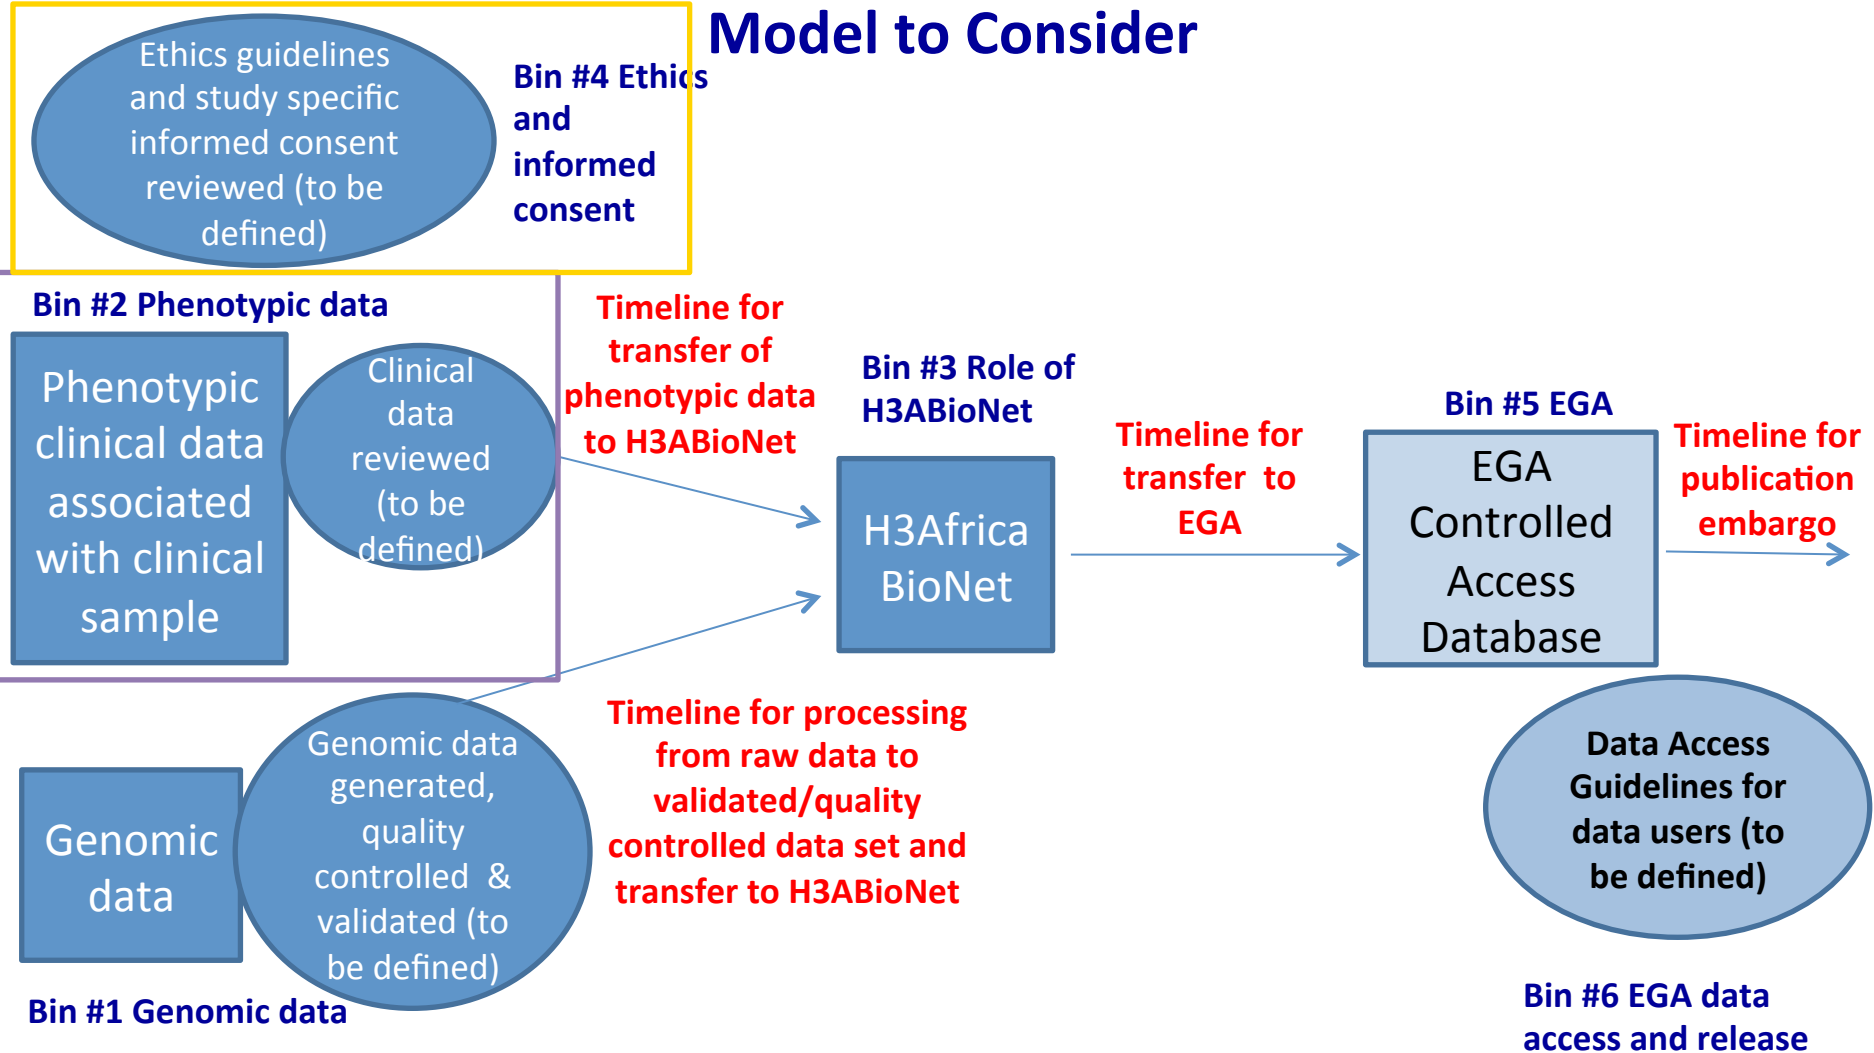 Model to Consider
Ethics guidelines
and study specific
informed consent
reviewed (to be
defined)
Bin #4 Ethics
and
informed
consent
Bin #2 Phenotypic data
Phenotypic
clinical data
associated
with clinical
sample
Clinical
data
reviewed
(to be
defined)
Timeline for
transfer of
phenotypic data
to H3ABioNet
Bin #3 Role of
H3ABioNet
H3Africa
BioNet
Timeline for
transfer to
EGA
Bin #5 EGA
EGA
Controlled
Access
Database
Timeline for
publication
embargo
Genomic
data
Genomic data
generated,
quality
controlled &
validated (to
be defined)
Bin #1 Genomic data
Timeline for processing
from raw data to
validated/quality
controlled data set and
transfer to H3ABioNet
Data Access
Guidelines for
data users (to
be defined)
Bin #6 EGA data
access and release